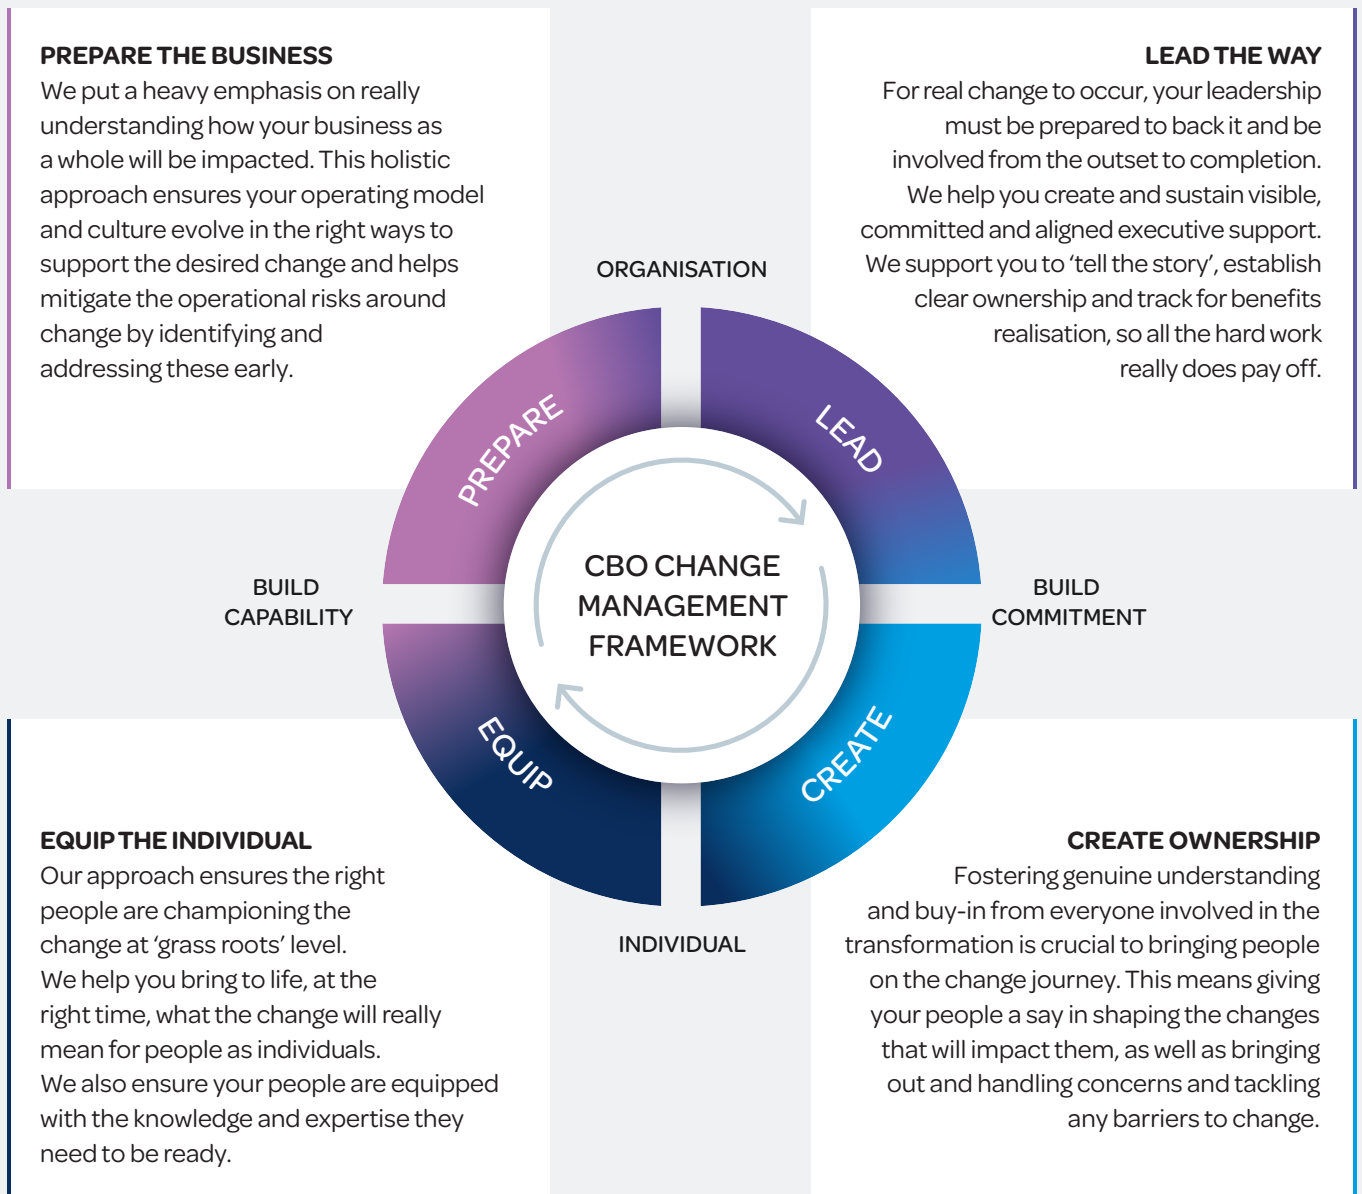 PREPARE THE BUSINESS
We put a heavy emphasis on really
understanding how your business as
a whole will be impacted. This holistic
approach ensures your operating model
and culture evolve in the right ways to
support the desired change and helps
mitigate the operational risks around
change by identifying and
addressing these early.
LEAD THE WAY
For real change to occur, your leadership
must be prepared to back it and be
involved from the outset to completion.
We help you create and sustain visible,
committed and aligned executive support.
We support you to ‘tell the story’, establish
clear ownership and track for benefits
realisation, so all the hard work
really does pay off.
ORGANISATION
PREPARE
LEAD
BUILD
CAPABILITY
CBO CHANGE
MANAGEMENT
FRAMEWORK
BUILD
COMMITMENT
EQUIP
CREATE
INDIVIDUAL
EQUIP THE INDIVIDUAL
Our approach ensures the right
people are championing the
change at ‘grass roots’ level.
We help you bring to life, at the
right time, what the change will really
mean for people as individuals.
We also ensure your people are equipped
with the knowledge and expertise they
need to be ready.
CREATE OWNERSHIP
Fostering genuine understanding
and buy-in from everyone involved in the
transformation is crucial to bringing people
on the change journey. This means giving
your people a say in shaping the changes
that will impact them, as well as bringing
out and handling concerns and tackling
any barriers to change.